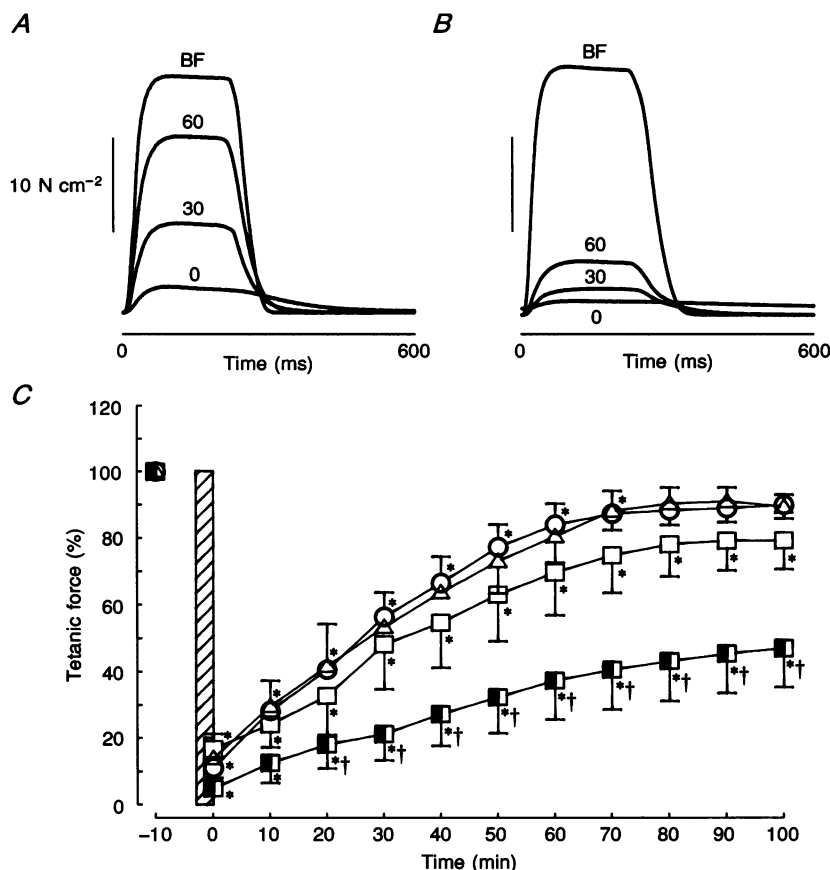 A
BF
60
30
0
10 N cm⁻²
0
600
Time (ms)
B
BF
60
30
0
0
600
Time (ms)
C
120
100
80
60
40
20
0
Tetanic force (%)
* * * * * * * *
* * * * * * * * * * *
* * *† *† *† *† *† *† *† *† *†
–10 0 10 20 30 40 50 60 70 80 90 100
Time (min)